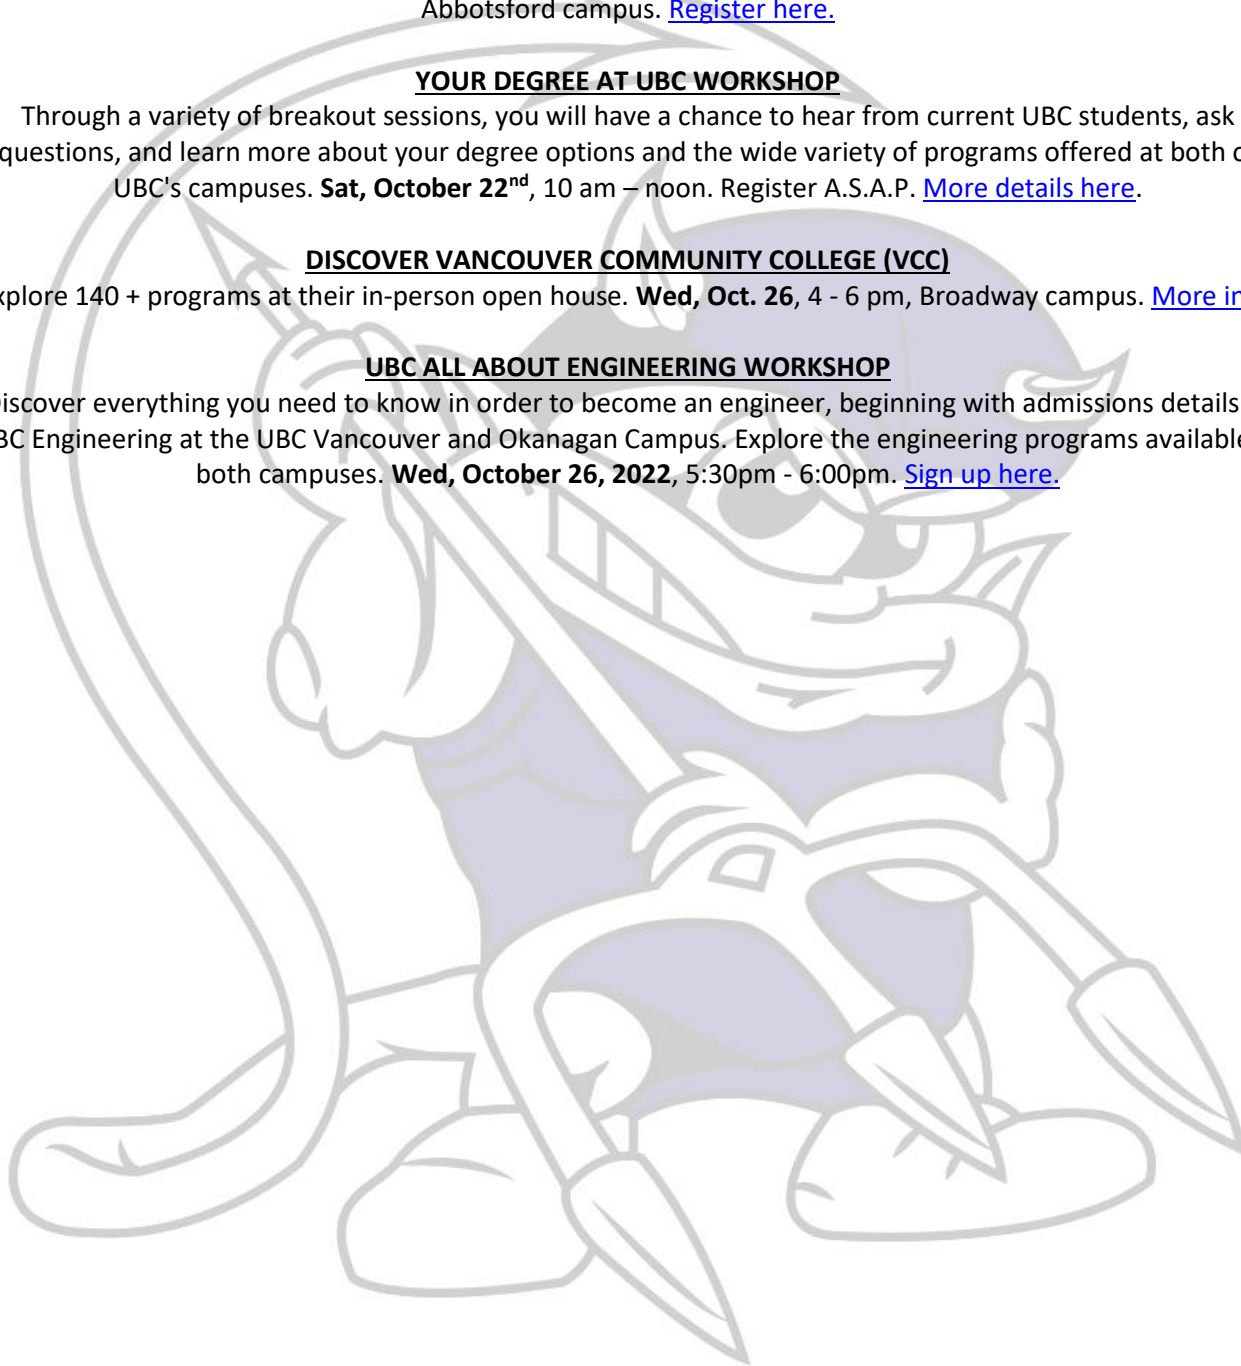 Abbotsford campus. Register here.
YOUR DEGREE AT UBC WORKSHOP
Through a variety of breakout sessions, you will have a chance to hear from current UBC students, ask
questions, and learn more about your degree options and the wide variety of programs offered at both
UBC's campuses. Sat, October 22nd, 10 am – noon. Register A.S.A.P. More details here.
DISCOVER VANCOUVER COMMUNITY COLLEGE (VCC)
xplore 140 + programs at their in-person open house. Wed, Oct. 26, 4 - 6 pm, Broadway campus. More in
UBC ALL ABOUT ENGINEERING WORKSHOP
iscover everything you need to know in order to become an engineer, beginning with admissions details
BC Engineering at the UBC Vancouver and Okanagan Campus. Explore the engineering programs available
both campuses. Wed, October 26, 2022, 5:30pm - 6:00pm. Sign up here.